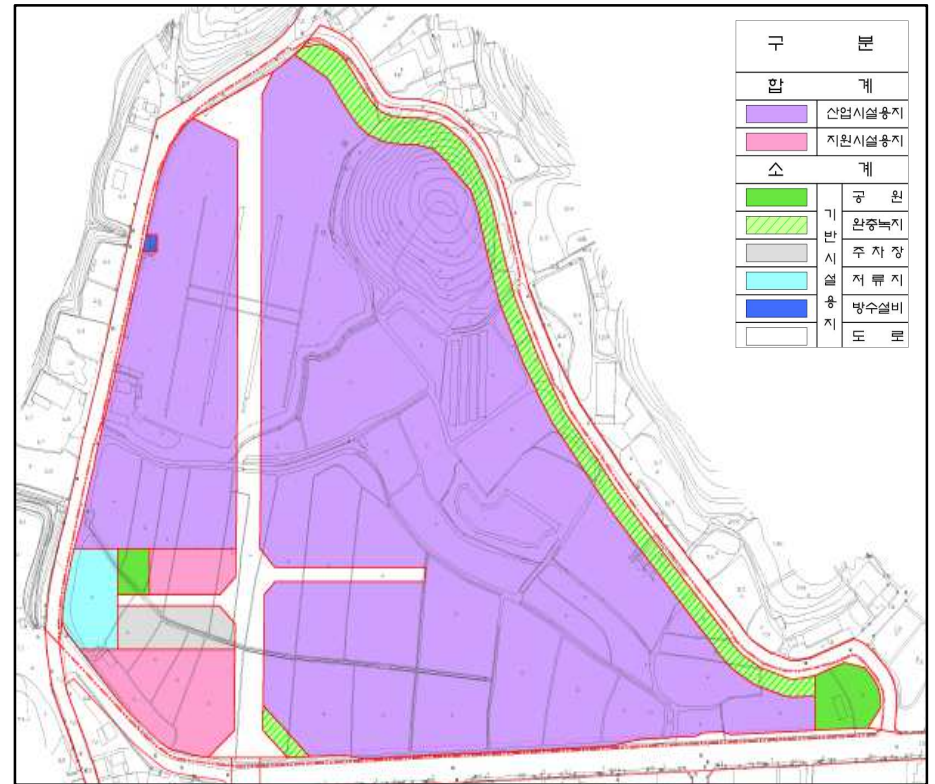 구 분
합 계
산업시설용지
지원시설용지
소 계
기반시설용지
공 원
완충녹지
주 차 장
저 류 지
방수설비
도 로